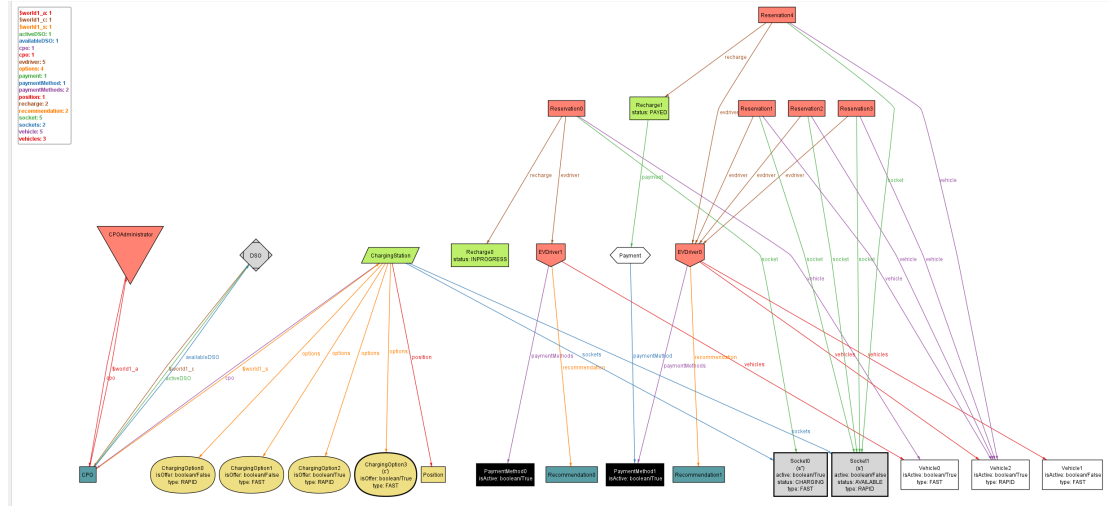 $world1_a: 1
$world1_c: 1
$world1_s: 1
activeDSO: 1
availableDSO: 1
cpo: 1
cpo: 1
evdriver: 5
options: 4
payment: 1
paymentMethod: 1
paymentMethods: 2
position: 1
recharge: 2
recommendation: 2
socket: 5
sockets: 2
vehicle: 5
vehicles: 3
Reservation4
recharge
Reservation0
Recharge1
status: PAYED
Reservation1
Reservation2
Reservation3
evdriver
socket
vehicle
recharge
evdriver
payment
evdriver
evdriver
evdriver
CPOAdministrator
DSO
ChargingStation
Recharge0
status: INPROGRESS
EVDriver1
Payment
EVDriver0
socket
socket
socket
socket
vehicle
vehicle
vehicle
vehicle
$world1_a
cpo
availableDSO
$world1_c
activeDSO
$world1_s
cpo
options
options
options
options
position
paymentMethods
recommendation
sockets
paymentMethod
paymentMethods
recommendation
vehicles
vehicles
vehicles
sockets
CPO
ChargingOption0
isOffer: boolean/False
type: RAPID
ChargingOption1
isOffer: boolean/False
type: FAST
ChargingOption2
isOffer: boolean/True
type: RAPID
ChargingOption3
(c')
isOffer: boolean/True
type: FAST
Position
PaymentMethod0
isActive: boolean/True
Recommendation0
PaymentMethod1
isActive: boolean/True
Recommendation1
Socket0
(s'')
active: boolean/True
status: CHARGING
type: FAST
Socket1
(s')
active: boolean/False
status: AVAILABLE
type: RAPID
Vehicle0
isActive: boolean/False
type: FAST
Vehicle2
isActive: boolean/True
type: RAPID
Vehicle1
isActive: boolean/False
type: FAST